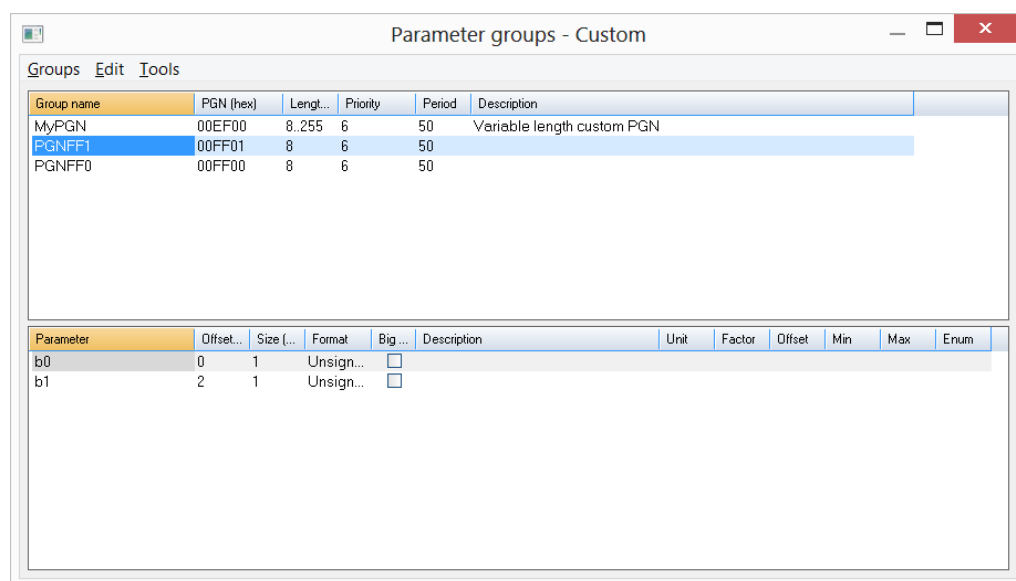 Parameter groups - Custom
Groups Edit Tools
Group name PGN (hex) Lengt... Priority Period Description
MyPGN 00EF00 8..255 6 50 Variable length custom PGN
PGNFF1 00FF01 8 6 50
PGNFF0 00FF00 8 6 50
Parameter Offset... Size (... Format Big ... Description Unit Factor Offset Min Max Enum
b0 0 1 Unsign...
b1 2 1 Unsign...